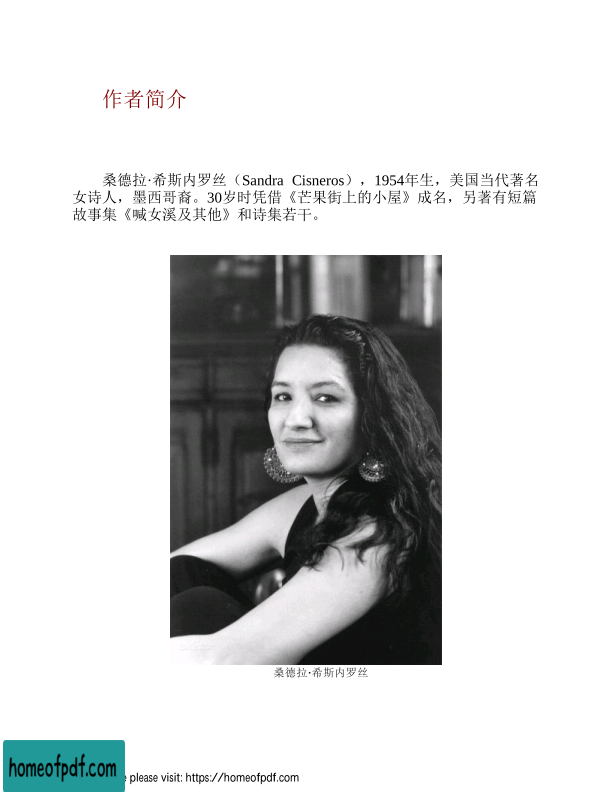 作者简介
桑德拉·希斯内罗丝（Sandra Cisneros），1954年生，美国当代著名
女诗人，墨西哥裔。30岁时凭借《芒果街上的小屋》成名，另著有短篇
故事集《喊女溪及其他》和诗集若干。
桑德拉·希斯内罗丝
homeofpdf.com
please visit: https://homeofpdf.com